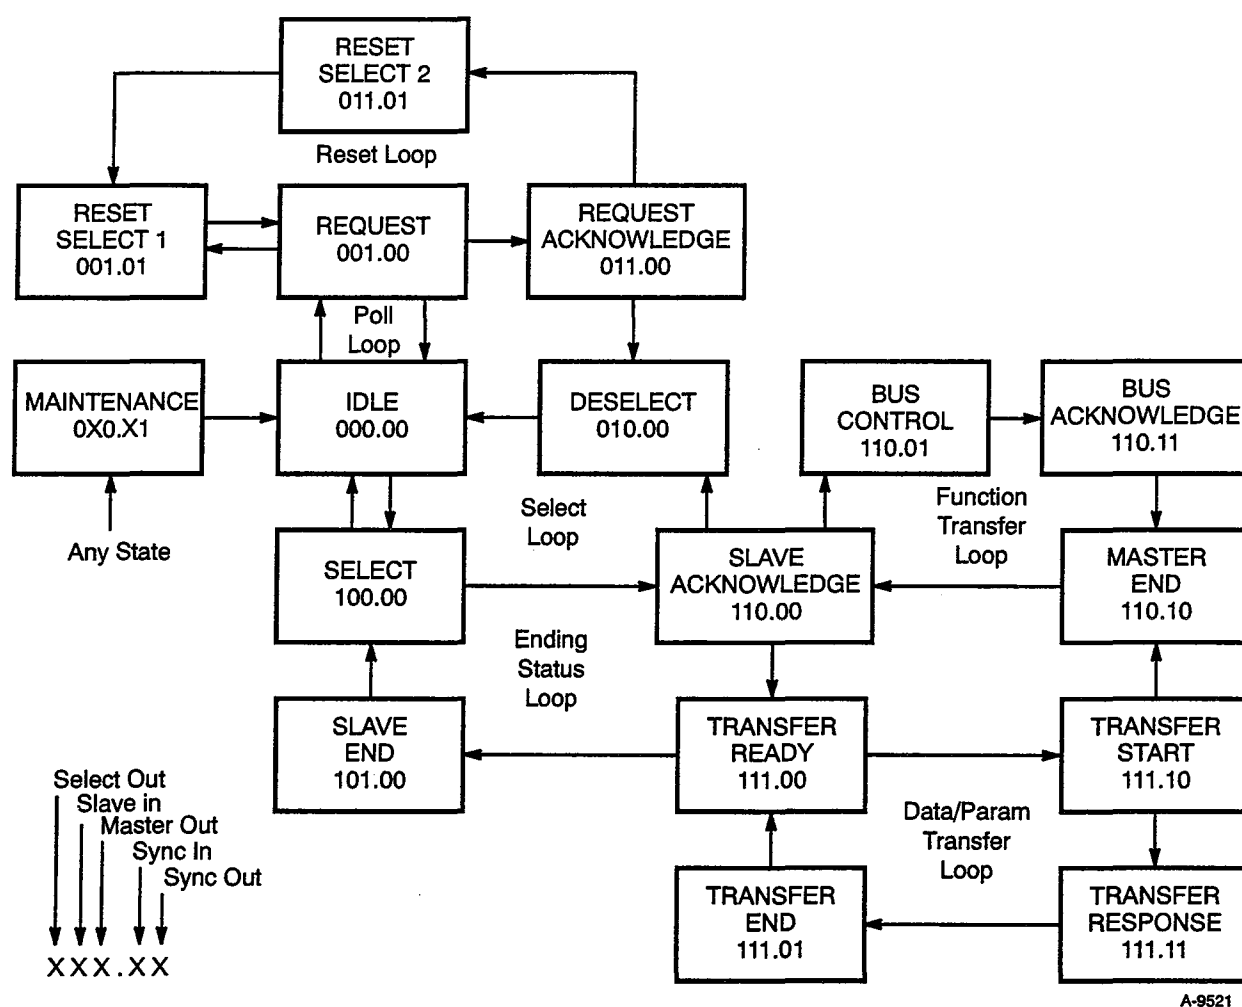 RESET
SELECT 2
011.01
Reset Loop
RESET
SELECT 1
001.01
REQUEST
001.00
REQUEST
ACKNOWLEDGE
011.00
Poll
Loop
MAINTENANCE
0X0.X1
IDLE
000.00
DESELECT
010.00
BUS
CONTROL
110.01
BUS
ACKNOWLEDGE
110.11
Any State
Select
Loop
Function
Transfer
Loop
SELECT
100.00
SLAVE
ACKNOWLEDGE
110.00
MASTER
END
110.10
Ending
Status
Loop
SLAVE
END
101.00
TRANSFER
READY
111.00
TRANSFER
START
111.10
Data/Param
Transfer
Loop
TRANSFER
END
111.01
TRANSFER
RESPONSE
111.11
Select Out
Slave in
Master Out
Sync In
Sync Out
XXX.XX
A-9521